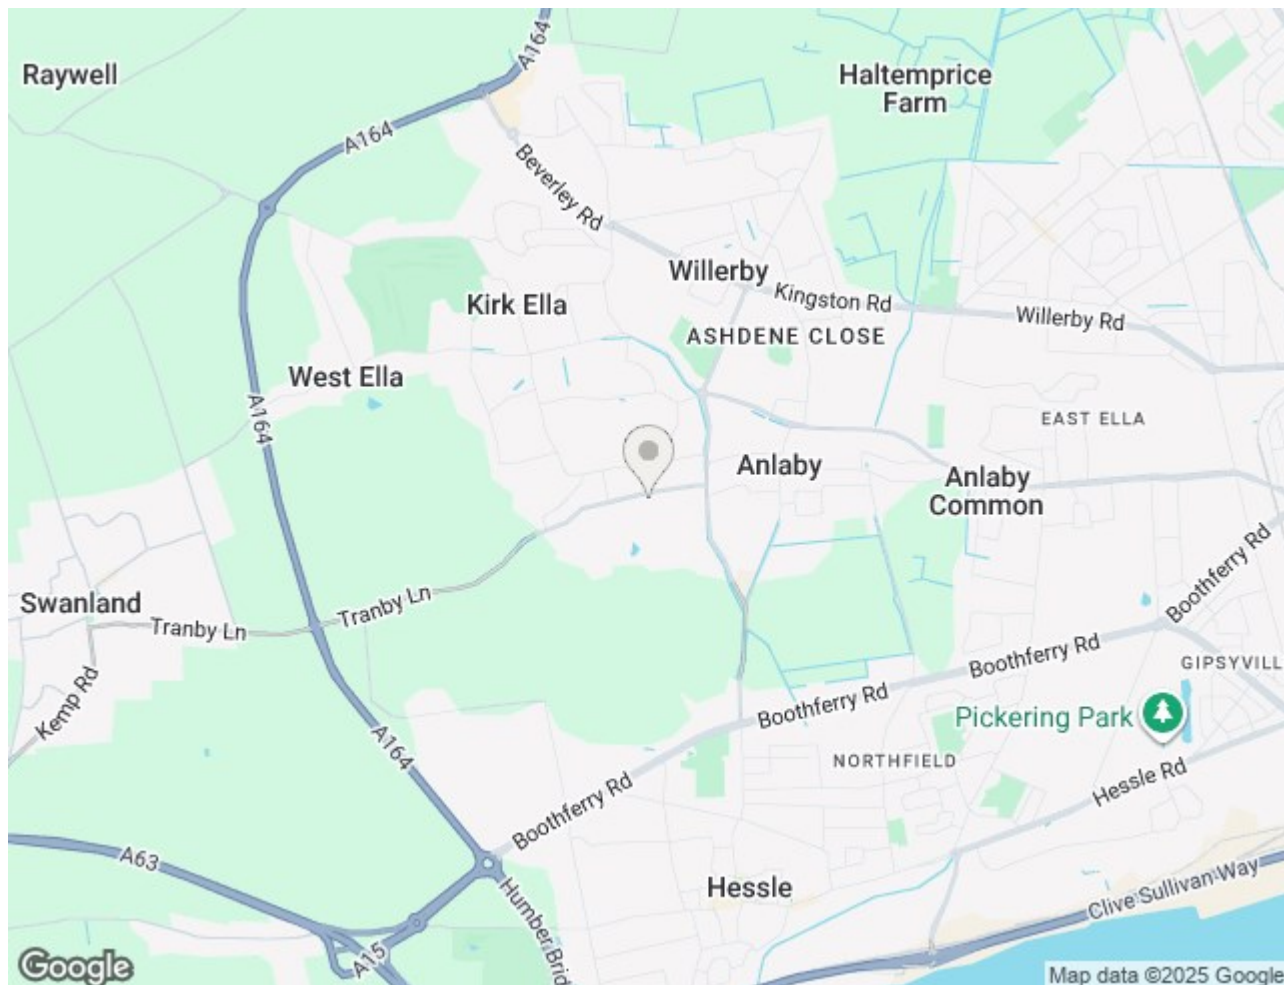 A164
Raywell
Haltemprice
Farm
A164
Beverley Rd
Willerby
Kingston Rd
Kirk Ella
Willerby Rd
ASHDENE CLOSE
West Ella
A164
EAST ELLA
Anlaby
Anlaby
Common
Boothferry Rd
Swanland
Tranby Ln
Tranby Ln
Boothferry Rd
GIPSYVILL
Kemp Rd
Boothferry Rd
Pickering Park
A164
NORTHFIELD
Hessle Rd
Boothferry Rd
A63
Hessle
Clive Sullivan Way
Humber Brid
A15
Google
Map data ©2025 Google